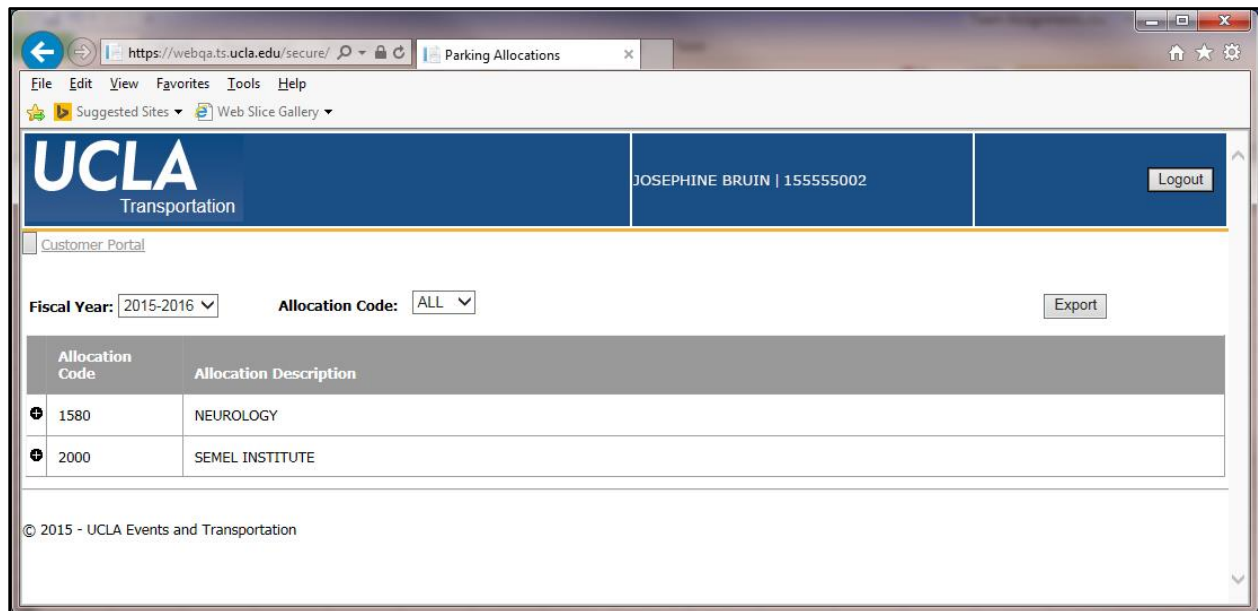 https://webqa.ts.ucla.edu/secure/ Parking Allocations
File Edit View Favorites Tools Help
Suggested Sites Web Slice Gallery
UCLA
Transportation
JOSEPHINE BRUIN | 155555002
Logout
Customer Portal
Fiscal Year: 2015-2016 Allocation Code: ALL Export
Allocation
Code Allocation Description
1580 NEUROLOGY
2000 SEMEL INSTITUTE
© 2015 - UCLA Events and Transportation